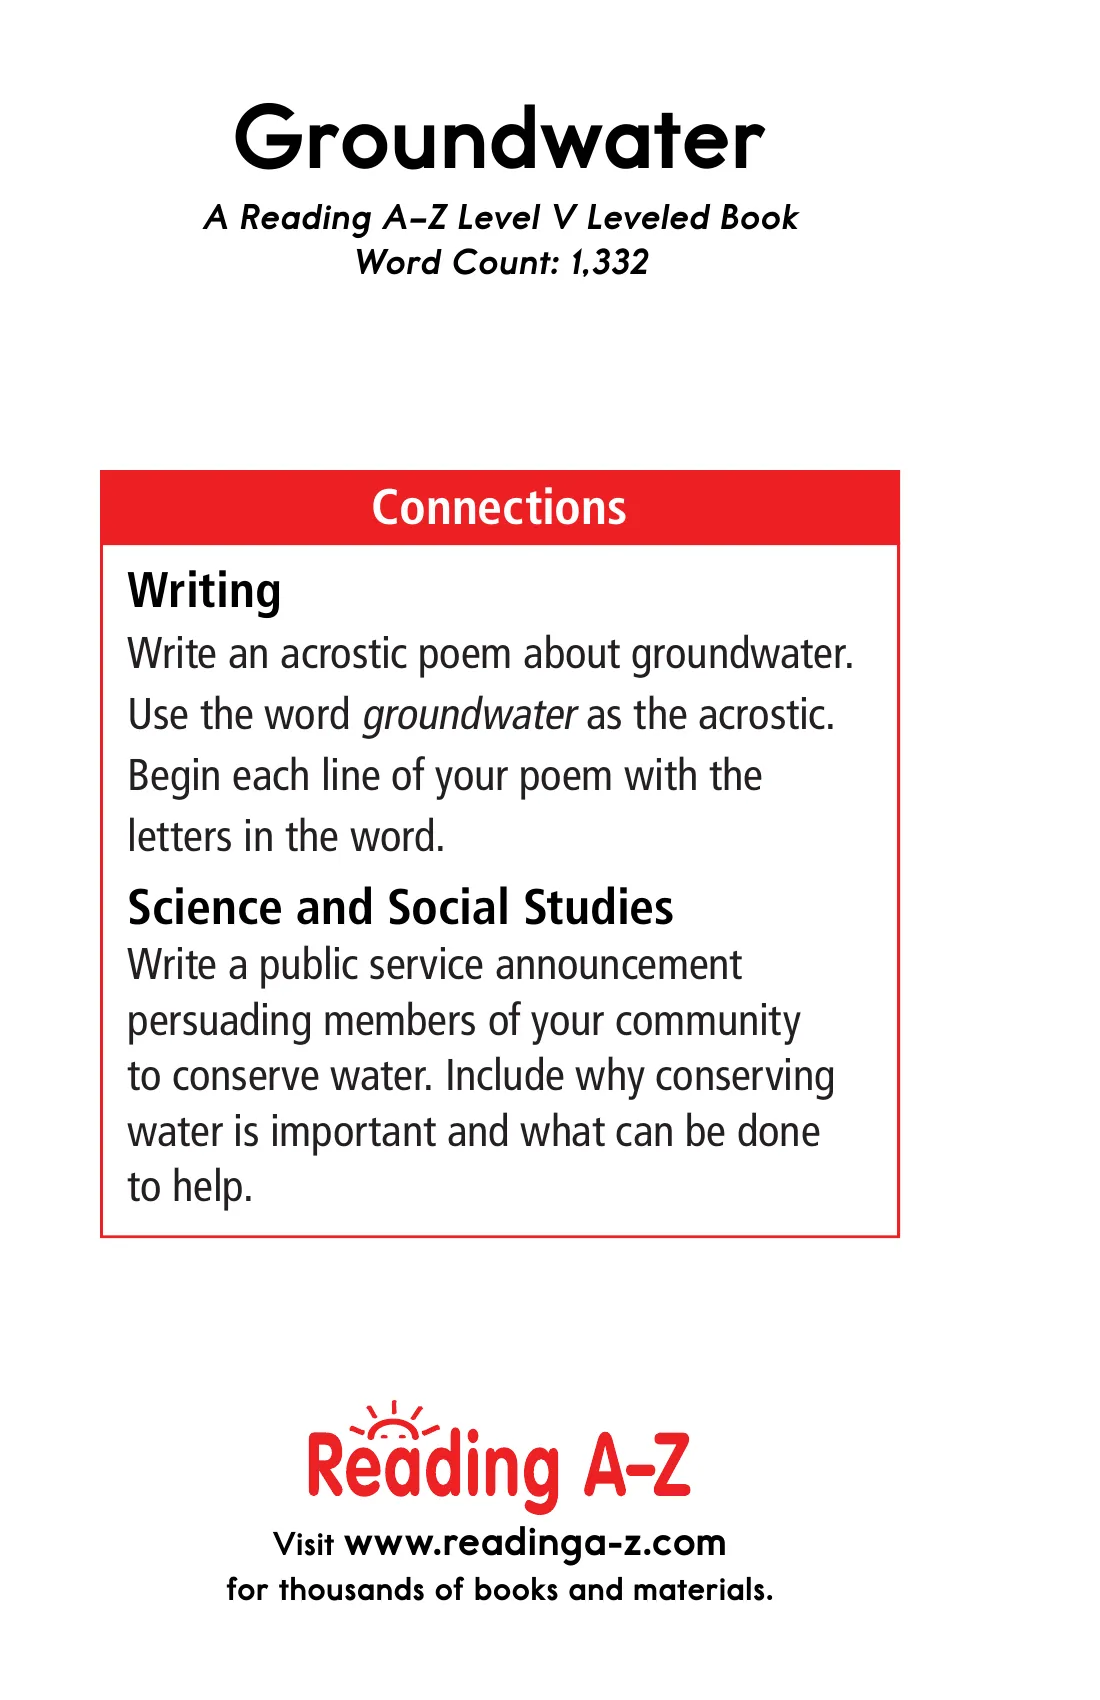 Groundwater
A Reading A–Z Level V Leveled Book
Word Count: 1,332
Connections
Writing
Write an acrostic poem about groundwater.
Use the word groundwater as the acrostic.
Begin each line of your poem with the
letters in the word.
Science and Social Studies
Write a public service announcement
persuading members of your community
to conserve water. Include why conserving
water is important and what can be done
to help.
Reading A–Z
Visit www.readinga-z.com
for thousands of books and materials.